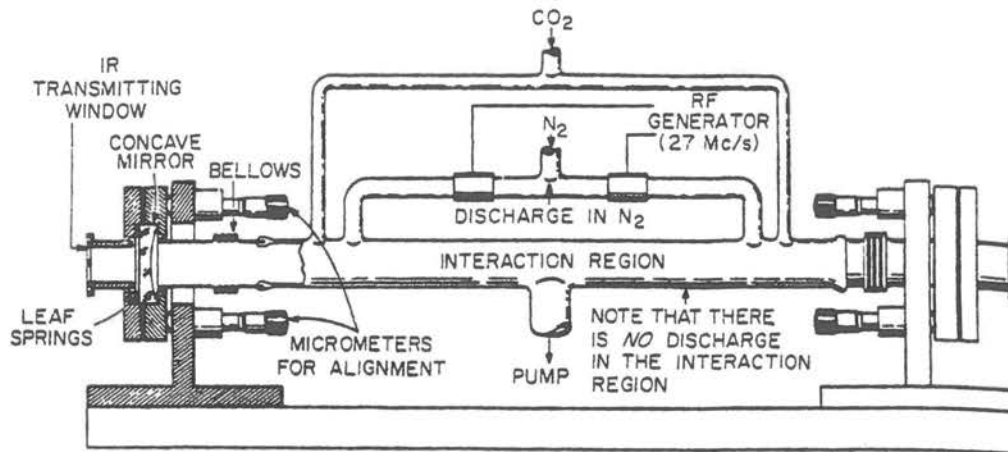 CO2
IR
TRANSMITTING
WINDOW
CONCAVE
MIRROR
BELLOWS
N2
RF
GENERATOR
(27 Mc/s)
DISCHARGE IN N2
INTERACTION REGION
LEAF
SPRINGS
MICROMETERS
FOR ALIGNMENT
PUMP
NOTE THAT THERE
IS NO DISCHARGE
IN THE INTERACTION
REGION